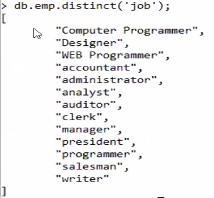 > db.emp.distinct('job');
[
"Computer Programmer",
"Designer",
"WEB Programmer",
"accountant",
"administrator",
"analyst",
"auditor",
"clerk",
"manager",
"president",
"programmer",
"salesman",
"writer"
]